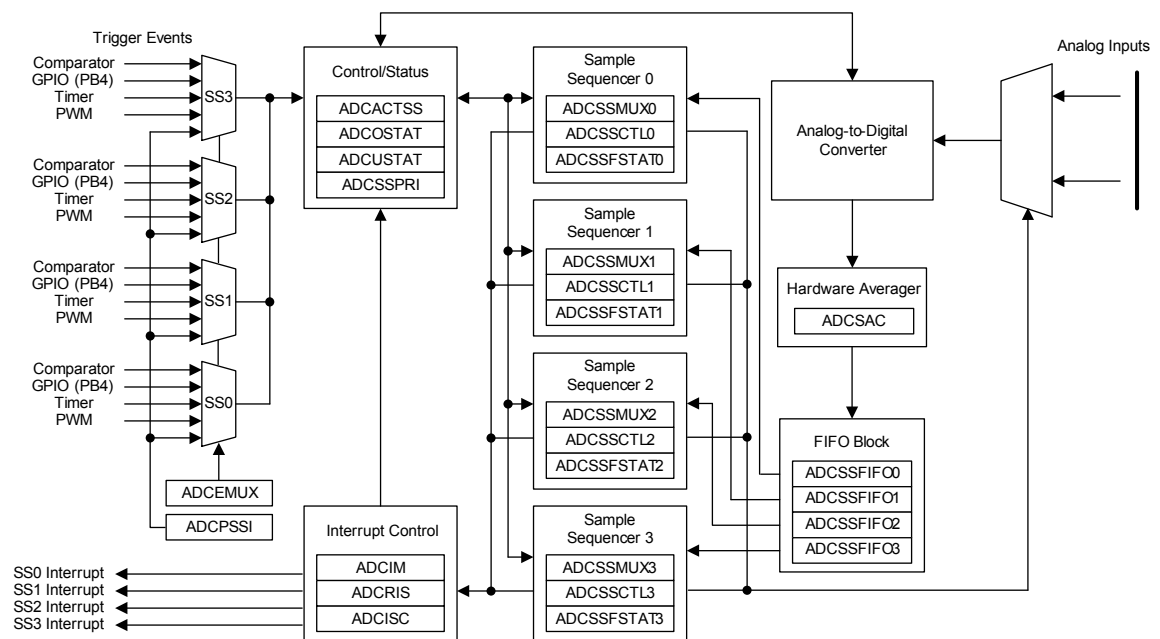 Trigger Events
Comparator
GPIO (PB4)
Timer
PWM
SS3
Comparator
GPIO (PB4)
Timer
PWM
SS2
Comparator
GPIO (PB4)
Timer
PWM
SS1
Comparator
GPIO (PB4)
Timer
PWM
SS0
ADCEMUX
ADCPSSI
SS0 Interrupt
SS1 Interrupt
SS2 Interrupt
SS3 Interrupt
Control/Status
ADCACTSS
ADCOSTAT
ADCUSTAT
ADCSSPRI
Interrupt Control
ADCIM
ADCRIS
ADCISC
Sample
Sequencer 0
ADCSSMUX0
ADCSSCTL0
ADCSSFSTAT0
Sample
Sequencer 1
ADCSSMUX1
ADCSSCTL1
ADCSSFSTAT1
Sample
Sequencer 2
ADCSSMUX2
ADCSSCTL2
ADCSSFSTAT2
Sample
Sequencer 3
ADCSSMUX3
ADCSSCTL3
ADCSSFSTAT3
Analog-to-Digital
Converter
Hardware Averager
ADCSAC
FIFO Block
ADCSSFIFO0
ADCSSFIFO1
ADCSSFIFO2
ADCSSFIFO3
Analog Inputs